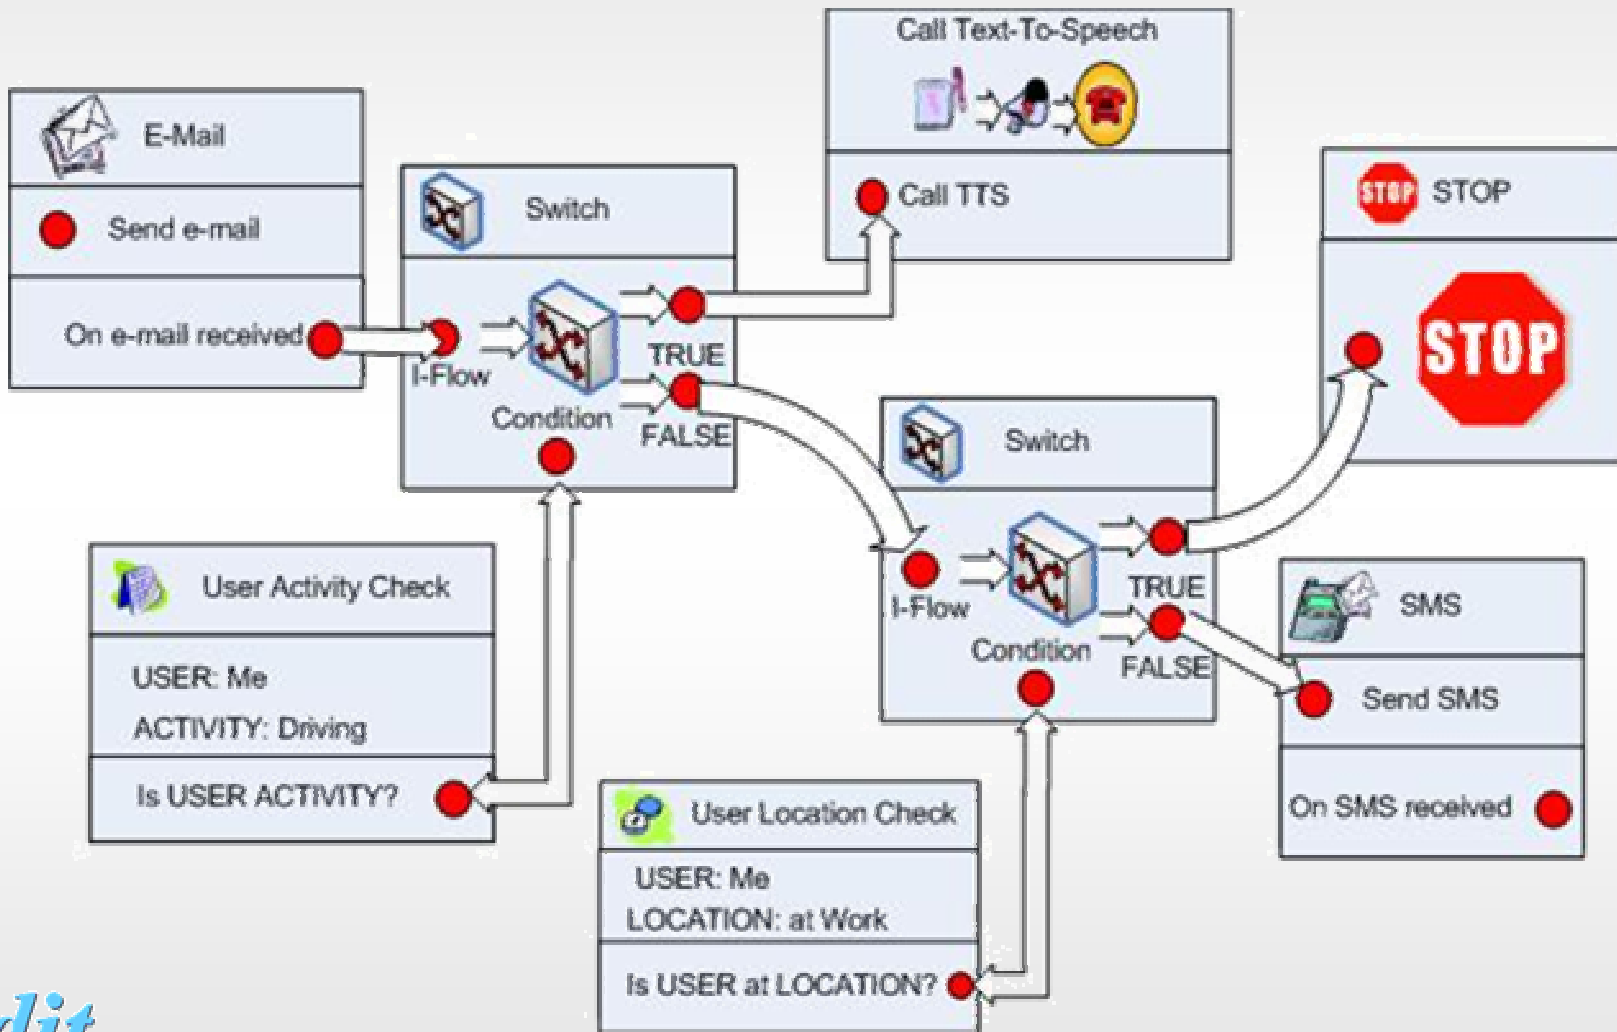 E-Mail
Send e-mail
On e-mail received
Switch
I-Flow
TRUE
Condition
FALSE
Call Text-To-Speech
Call TTS
STOP
STOP
STOP
Switch
I-Flow
TRUE
Condition
FALSE
SMS
Send SMS
On SMS received
User Activity Check
USER: Me
ACTIVITY: Driving
Is USER ACTIVITY?
User Location Check
USER: Me
LOCATION: at Work
Is USER at LOCATION?